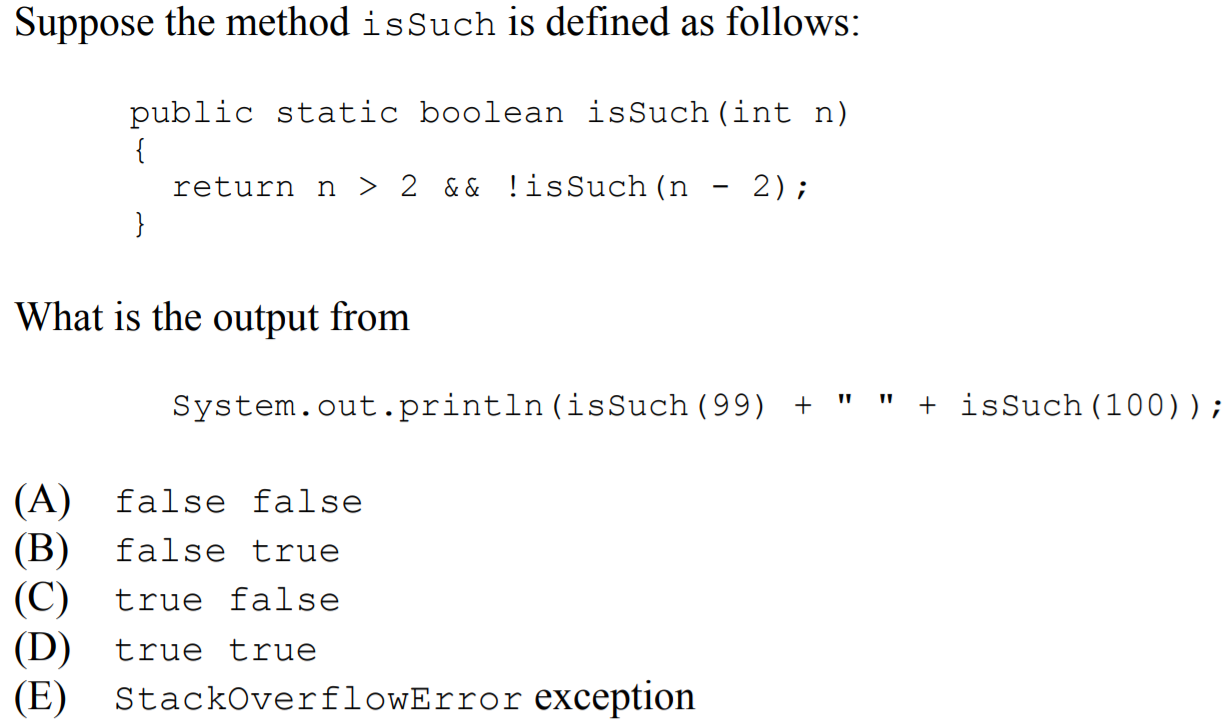 Suppose the method isSuch is defined as follows:
public static boolean isSuch(int n)
{
return n > 2 && !isSuch(n - 2);
}
What is the output from
System.out.println(isSuch(99) + " " + isSuch(100));
(A) false false
(B) false true
(C) true false
(D) true true
(E) StackOverflowError exception